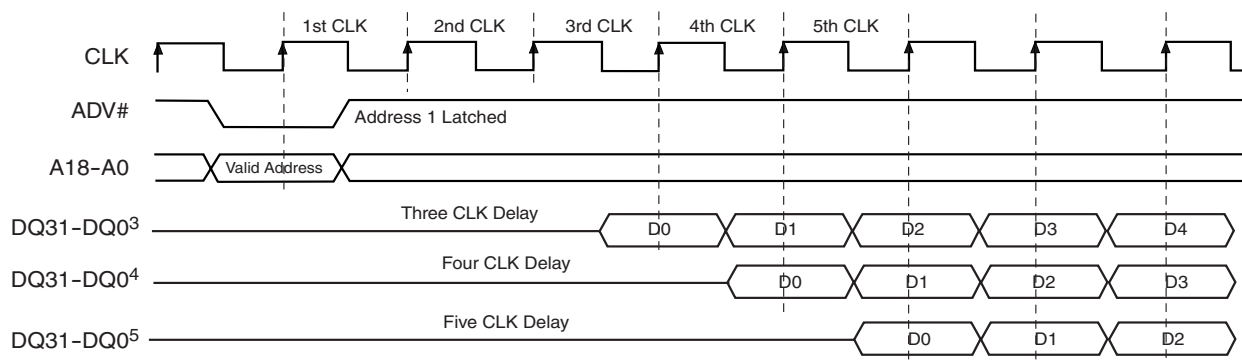 1st CLK 2nd CLK 3rd CLK 4th CLK 5th CLK
CLK
ADV# Address 1 Latched
A18-A0 Valid Address
Three CLK Delay
DQ31-DQ0³ D0 D1 D2 D3 D4
Four CLK Delay
DQ31-DQ0⁴ D0 D1 D2 D3
Five CLK Delay
DQ31-DQ0⁵ D0 D1 D2